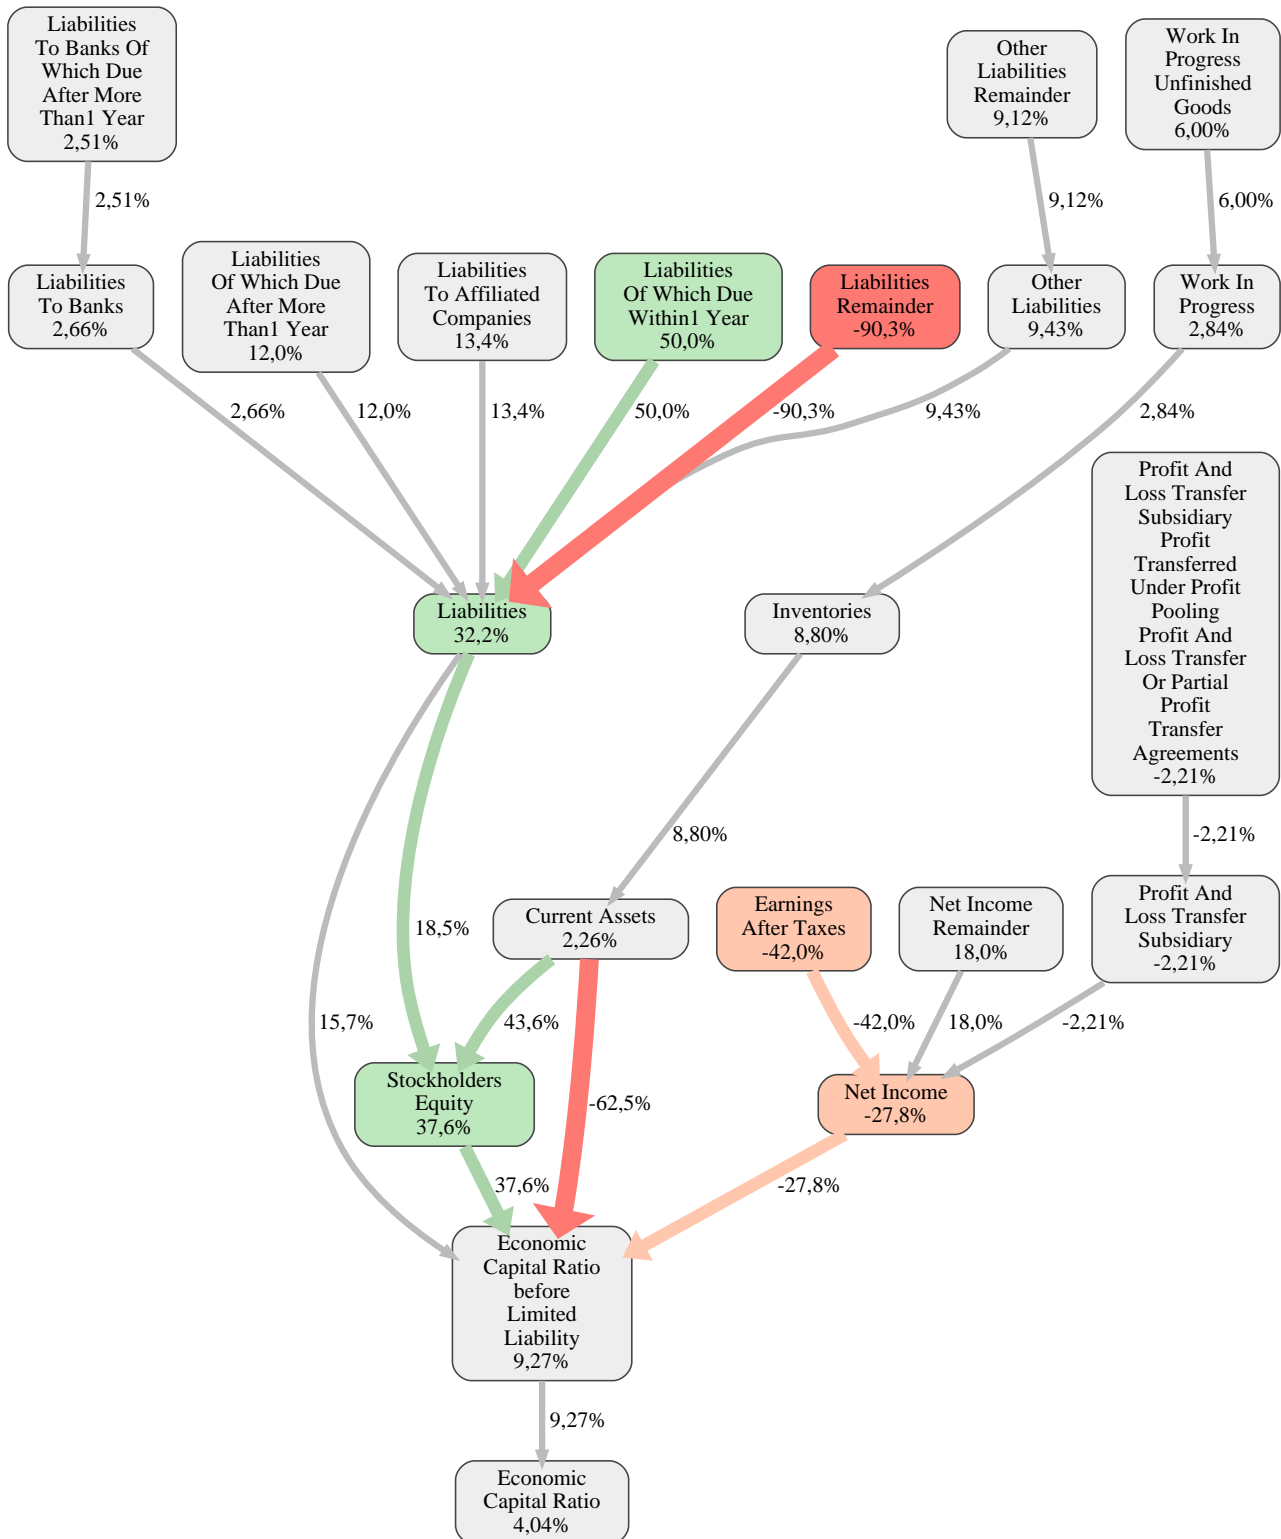 Liabilities
To Banks Of
Which Due
After More
Than1 Year
2,51%
Other
Liabilities
Remainder
9,12%
Work In
Progress
Unfinished
Goods
6,00%
2,51%
9,12%
6,00%
Liabilities
To Banks
2,66%
Liabilities
Of Which Due
After More
Than1 Year
12,0%
Liabilities
To Affiliated
Companies
13,4%
Liabilities
Of Which Due
Within1 Year
50,0%
Liabilities
Remainder
-90,3%
Other
Liabilities
9,43%
Work In
Progress
2,84%
2,66%
12,0%
13,4%
50,0%
-90,3%
9,43%
2,84%
Profit And
Loss Transfer
Subsidiary
Profit
Transferred
Under Profit
Pooling
Profit And
Loss Transfer
Or Partial
Profit
Transfer
Agreements
-2,21%
Liabilities
32,2%
Inventories
8,80%
8,80%
-2,21%
18,5%
Current Assets
2,26%
Earnings
After Taxes
-42,0%
Net Income
Remainder
18,0%
Profit And
Loss Transfer
Subsidiary
-2,21%
15,7%
43,6%
-42,0%
18,0%
-2,21%
Stockholders
Equity
37,6%
-62,5%
Net Income
-27,8%
37,6%
-27,8%
Economic
Capital Ratio
before
Limited
Liability
9,27%
9,27%
Economic
Capital Ratio
4,04%